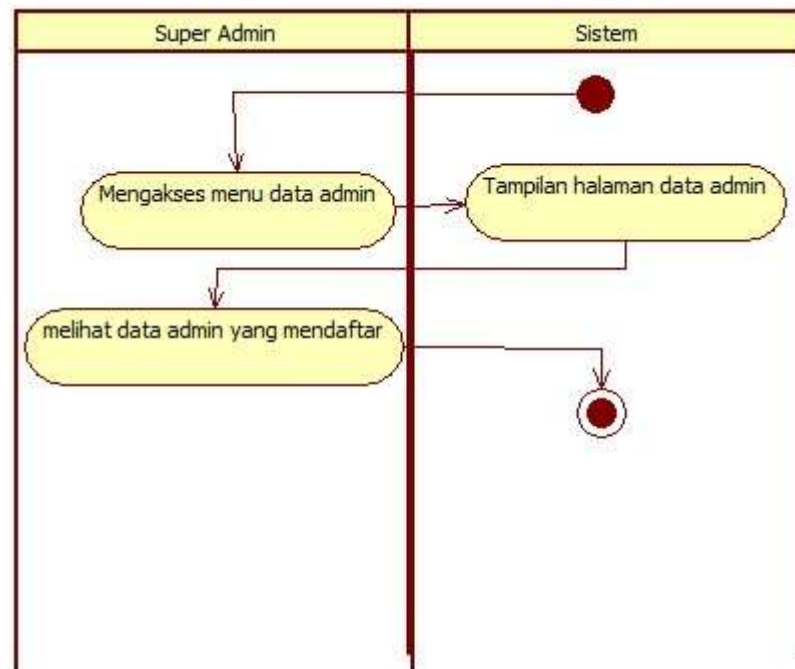 Super Admin
Sistem
Mengakses menu data admin
Tampilan halaman data admin
melihat data admin yang mendaftar